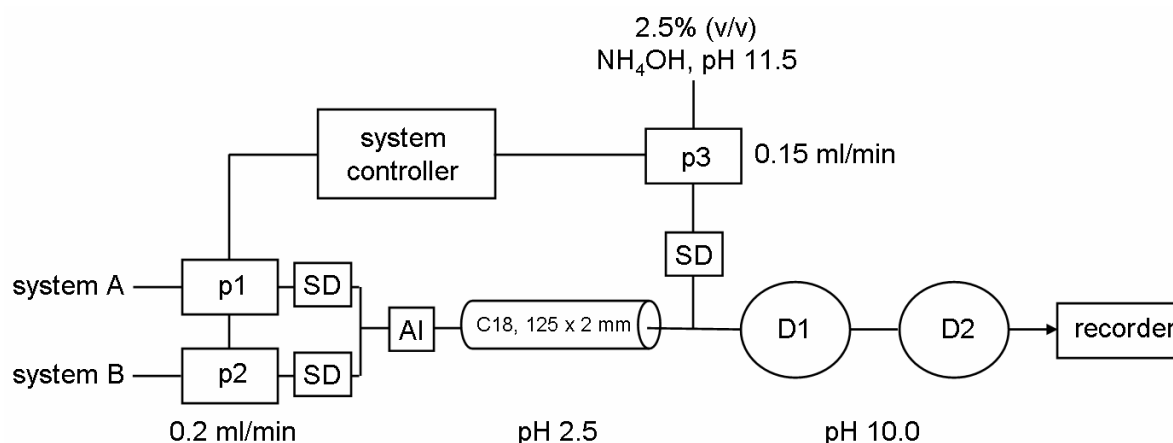 2.5% (v/v)
NH₄OH, pH 11.5
system
controller
p3
0.15 ml/min
SD
system A
p1
SD
AI
C18, 125 x 2 mm
D1
D2
recorder
system B
p2
SD
0.2 ml/min
pH 2.5
pH 10.0